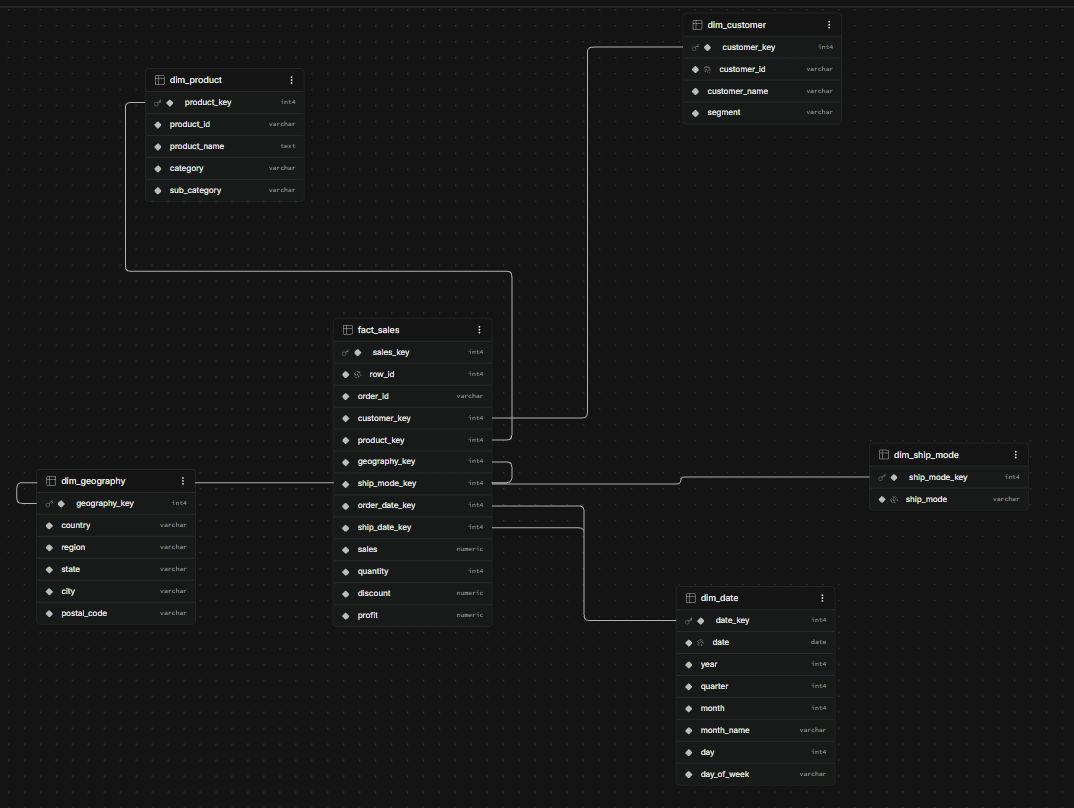 dim_customer
customer_key int4
customer_id varchar
customer_name varchar
segment varchar
dim_product
product_key int4
product_id varchar
product_name text
category varchar
sub_category varchar
fact_sales
sales_key int4
row_id int4
order_id varchar
customer_key int4
product_key int4
geography_key int4
ship_mode_key int4
order_date_key int4
ship_date_key int4
sales numeric
quantity int4
discount numeric
profit numeric
dim_ship_mode
ship_mode_key int4
ship_mode varchar
dim_geography
geography_key int4
country varchar
region varchar
state varchar
city varchar
postal_code varchar
dim_date
date_key int4
date date
year int4
quarter int4
month int4
month_name varchar
day int4
day_of_week varchar